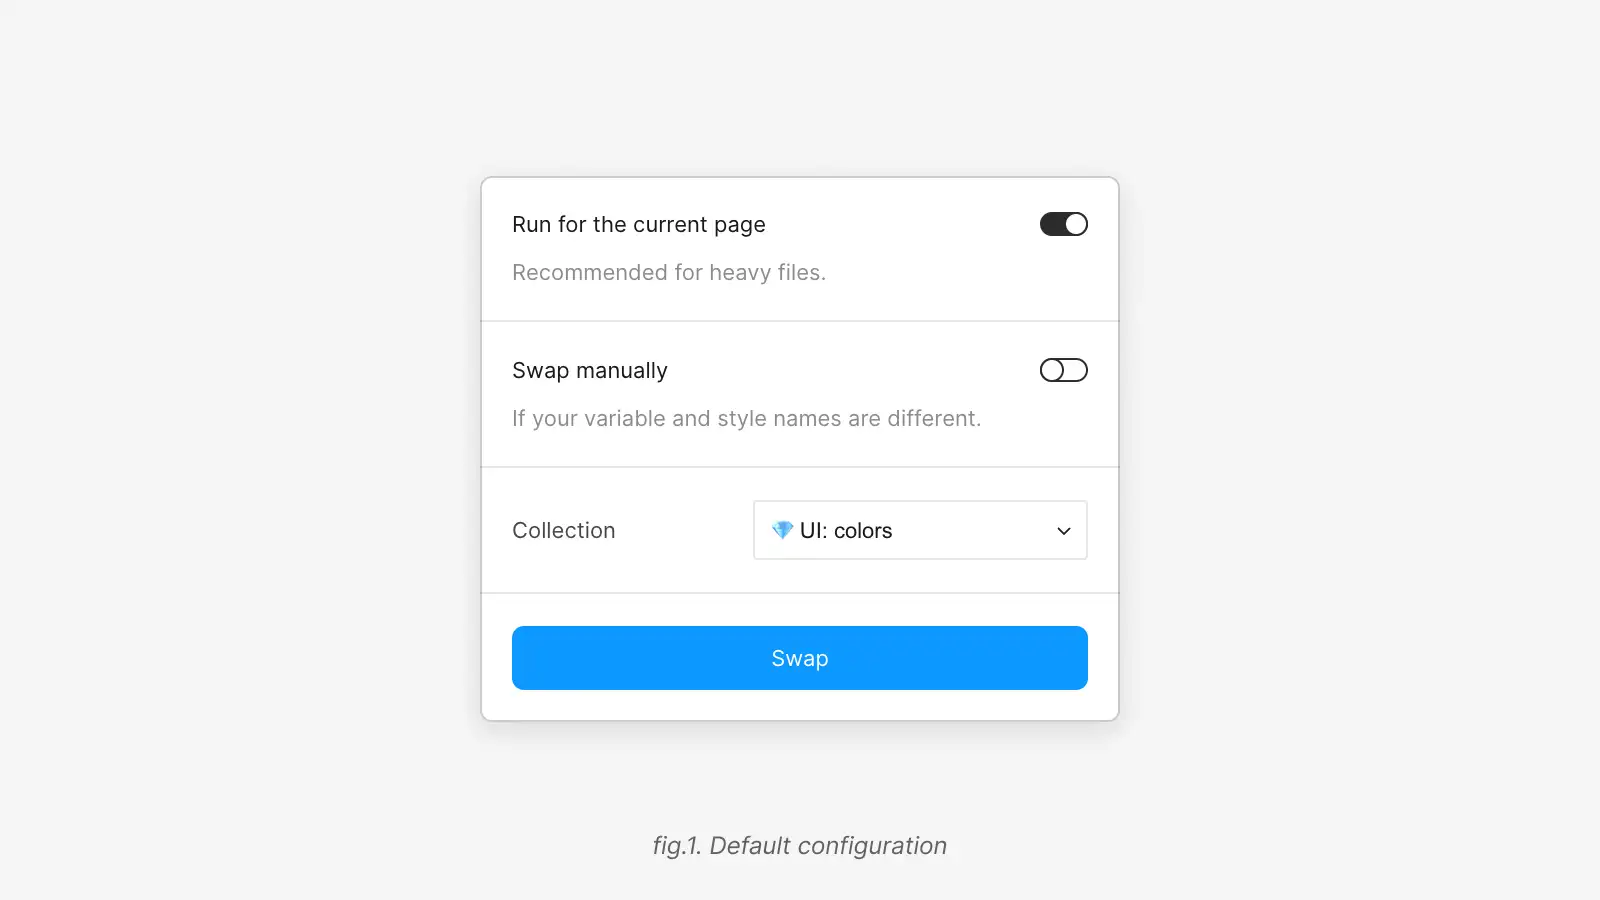 Run for the current page
Recommended for heavy files.
Swap manually
If your variable and style names are different.
Collection
💎 UI: colors
Swap
fig.1. Default configuration